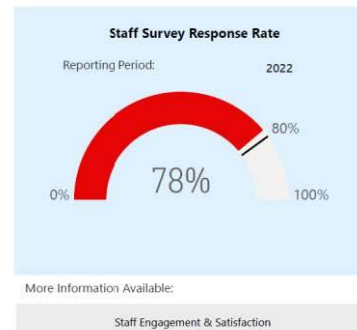 Staff Survey Response Rate
Reporting Period: 2022
80%
78%
0% 100%
More Information Available:
Staff Engagement & Satisfaction